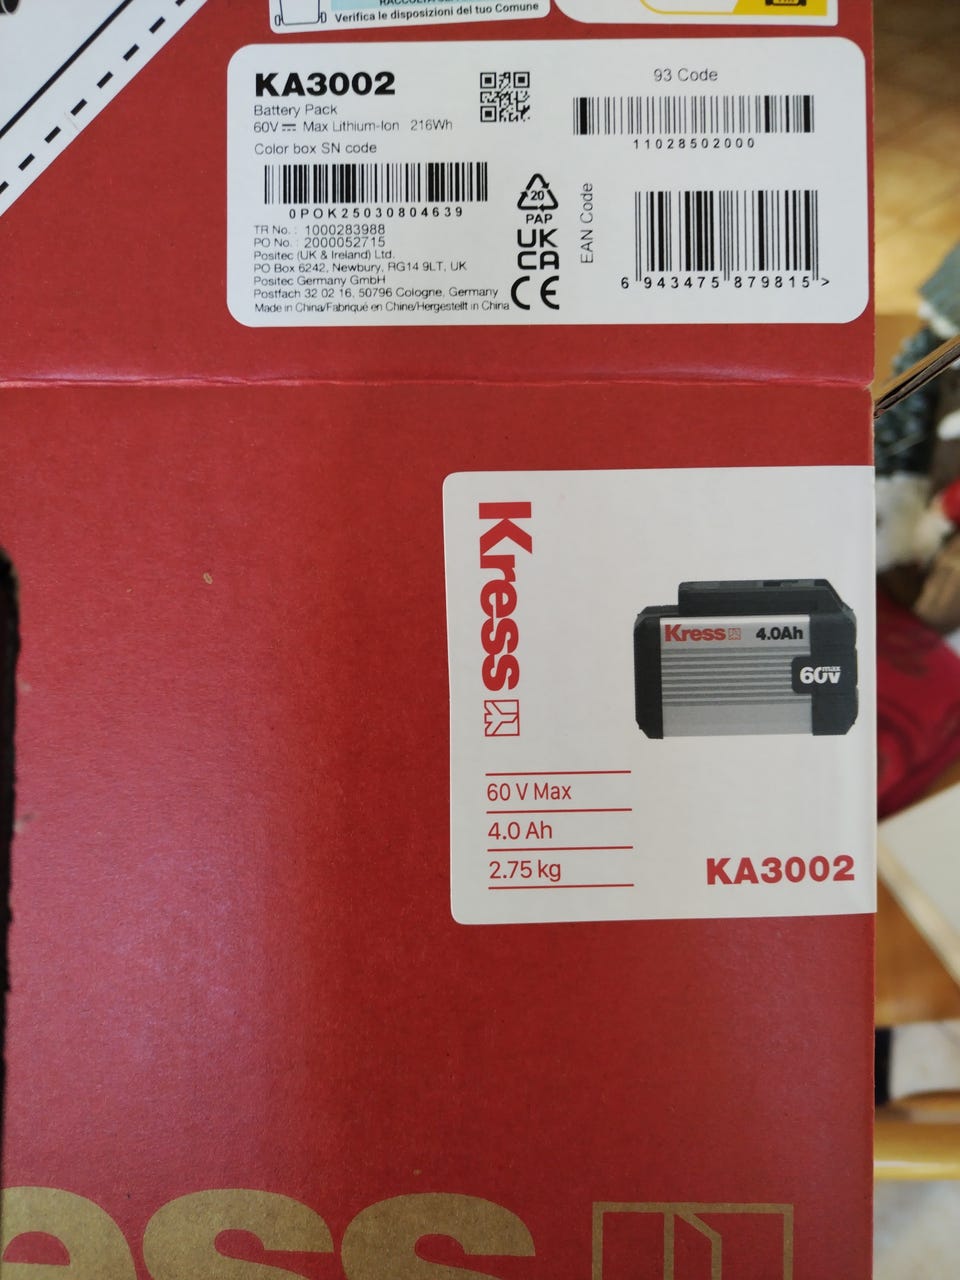 Verifica le disposizioni del tuo Comune
KA3002
Battery Pack
60V Max Lithium-Ion 216Wh
Color box SN code
0POK25030804639
TR No. : 1000283988
PO No. : 2000052715
Positec (UK & Ireland) Ltd.
PO Box 6242, Newbury, RG14 9LT, UK
Positec Germany GmbH
Postfach 32 02 16, 50796 Cologne, Germany
Made in China/Fabriqué en Chine/Hergestellt in China
20
PAP
UK
CA
CE
93 Code
11028502000
EAN Code
6 943475 879815 >
Kress
Kress 4.0Ah
60V max
60 V Max
4.0 Ah
2.75 kg
KA3002
ess